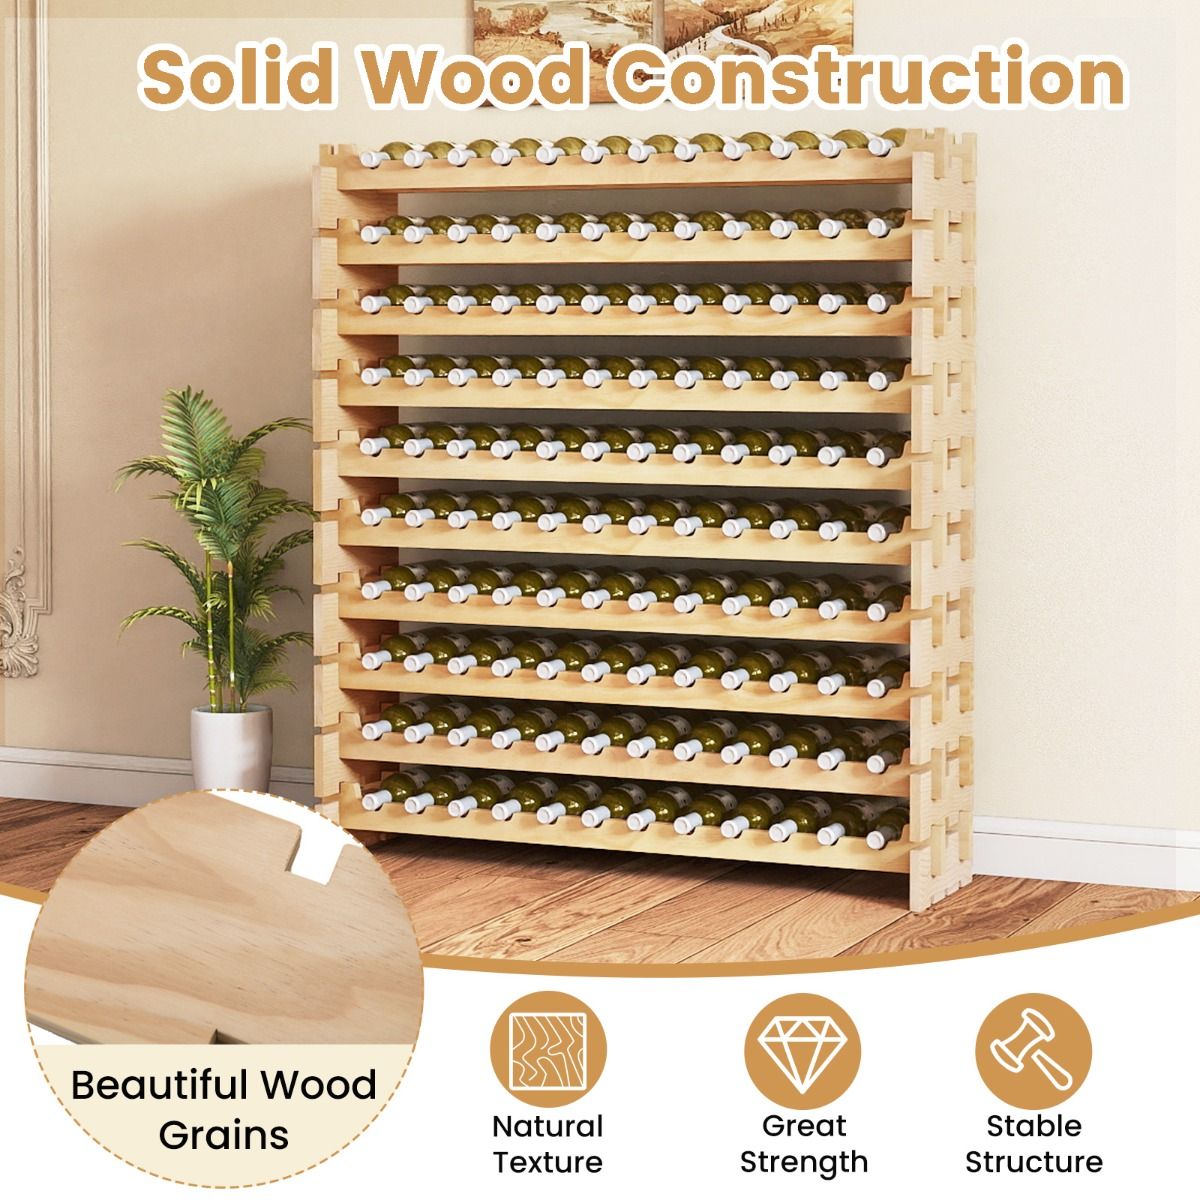 Solid Wood Construction
Beautiful Wood
Grains
Natural
Texture
Great
Strength
Stable
Structure